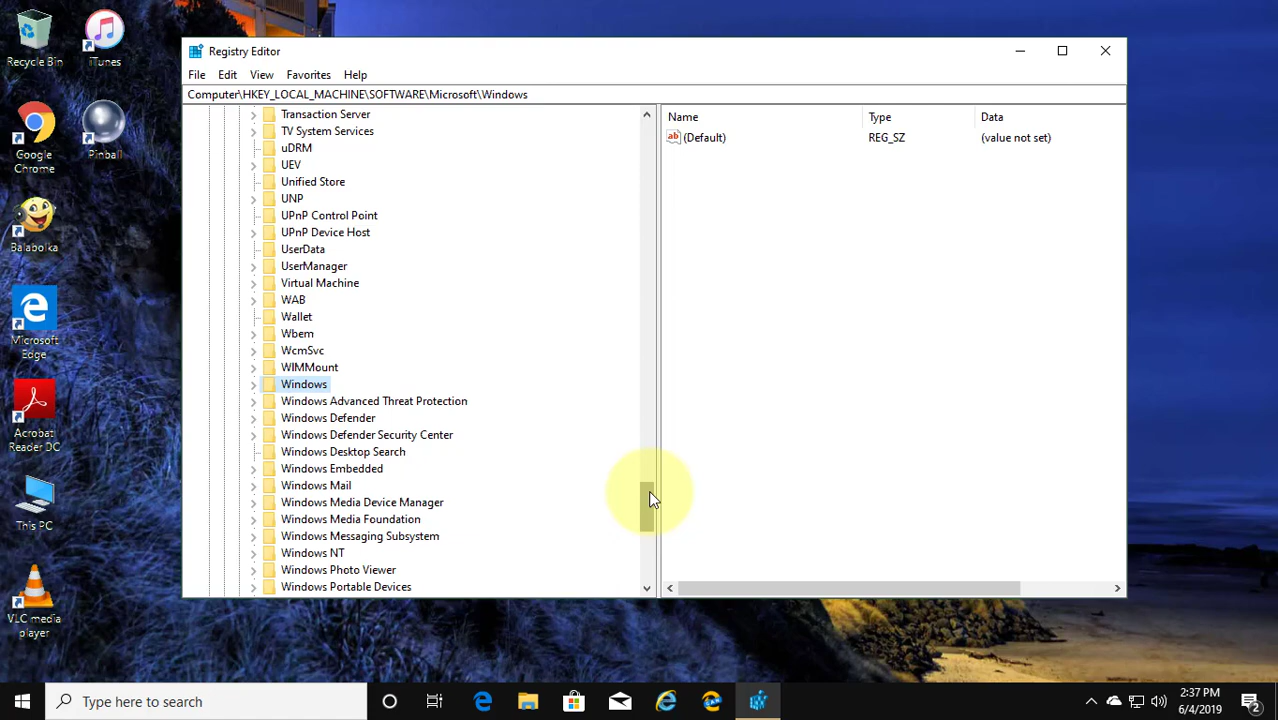 Recycle Bin
iTunes
Google
Chrome
Pinball
Balabolka
Microsoft
Edge
Acrobat
Reader DC
This PC
VLC media
player
Registry Editor
File Edit View Favorites Help
Computer\HKEY_LOCAL_MACHINE\SOFTWARE\Microsoft\Windows
Transaction Server
TV System Services
uDRM
UEV
Unified Store
UNP
UPnP Control Point
UPnP Device Host
UserData
UserManager
Virtual Machine
WAB
Wallet
Wbem
WcmSvc
WIMMount
Windows
Windows Advanced Threat Protection
Windows Defender
Windows Defender Security Center
Windows Desktop Search
Windows Embedded
Windows Mail
Windows Media Device Manager
Windows Media Foundation
Windows Messaging Subsystem
Windows NT
Windows Photo Viewer
Windows Portable Devices
Name Type Data
ab (Default) REG_SZ (value not set)
Type here to search
2:37 PM
6/4/2019
2